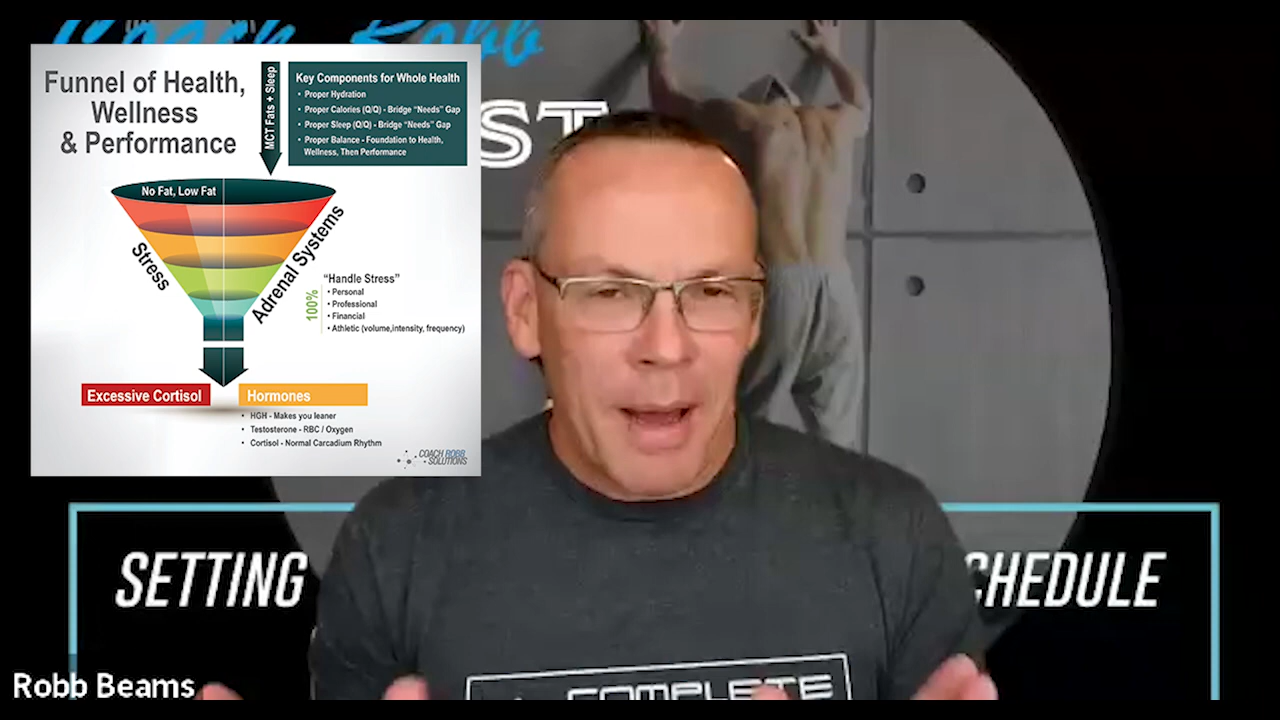 Coach Robb
ST
Funnel of Health,
Wellness
& Performance
MCT Fats + Sleep
Key Components for Whole Health
• Proper Hydration
• Proper Calories (Q/Q) - Bridge “Needs” Gap
• Proper Sleep (Q/Q) - Bridge “Needs” Gap
• Proper Balance - Foundation to Health,
Wellness, Then Performance
No Fat, Low Fat
Stress
Adrenal Systems
“Handle Stress”
100%
• Personal
• Professional
• Financial
• Athletic (volume,intensity, frequency)
Excessive Cortisol
Hormones
• HGH - Makes you leaner
• Testosterone - RBC / Oxygen
• Cortisol - Normal Carcadium Rhythm
COACH ROBB
SOLUTIONS
SETTING CHEDULE
COMPLETE
Robb Beams